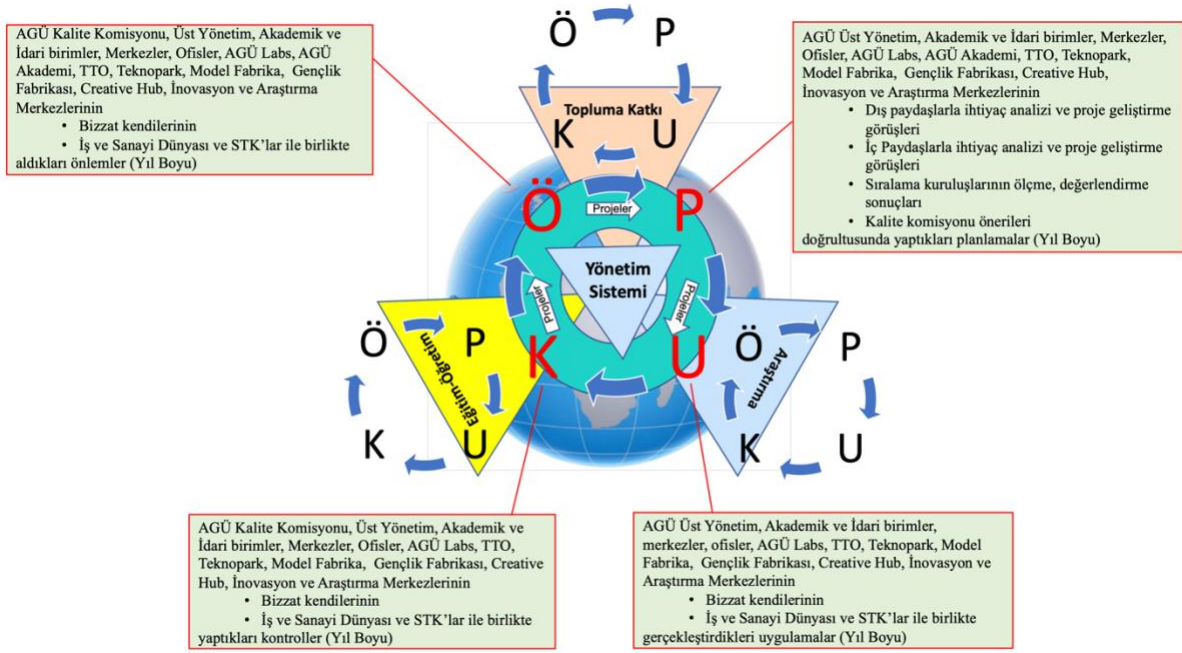 AGÜ Kalite Komisyonu, Üst Yönetim, Akademik ve
İdari birimler, Merkezler, Ofisler, AGÜ Labs, AGÜ
Akademi, TTO, Teknopark, Model Fabrika, Gençlik
Fabrikası, Creative Hub, İnovasyon ve Araştırma
Merkezlerinin
• Bizzat kendilerinin
• İş ve Sanayi Dünyası ve STK’lar ile birlikte
aldıkları önlemler (Yıl Boyu)
Ö P
Topluma Katkı
K U
AGÜ Üst Yönetim, Akademik ve İdari birimler, Merkezler,
Ofisler, AGÜ Labs, AGÜ Akademi, TTO, Teknopark,
Model Fabrika, Gençlik Fabrikası, Creative Hub,
İnovasyon ve Araştırma Merkezlerinin
• Dış paydaşlarla ihtiyaç analizi ve proje geliştirme
görüşleri
• İç Paydaşlarla ihtiyaç analizi ve proje geliştirme
görüşleri
• Sıralama kuruluşlarının ölçme, değerlendirme
sonuçları
• Kalite komisyonu önerileri
doğrultusunda yaptıkları planlamalar (Yıl Boyu)
Ö Projeler P
Yönetim
Sistemi
Projeler
Projeler
K U
Ö P
Eğitim-Öğretim
K U
Ö P
Araştırma
K U
AGÜ Kalite Komisyonu, Üst Yönetim, Akademik ve
İdari birimler, Merkezler, Ofisler, AGÜ Labs, TTO,
Teknopark, Model Fabrika, Gençlik Fabrikası, Creative
Hub, İnovasyon ve Araştırma Merkezlerinin
• Bizzat kendilerinin
• İş ve Sanayi Dünyası ve STK’lar ile birlikte
yaptıkları kontroller (Yıl Boyu)
AGÜ Üst Yönetim, Akademik ve İdari birimler,
merkezler, ofisler, AGÜ Labs, TTO, Teknopark, Model
Fabrika, Gençlik Fabrikası, Creative Hub, İnovasyon ve
Araştırma Merkezlerinin
• Bizzat kendilerinin
• İş ve Sanayi Dünyası ve STK’lar ile birlikte
gerçekleştirdikleri uygulamalar (Yıl Boyu)